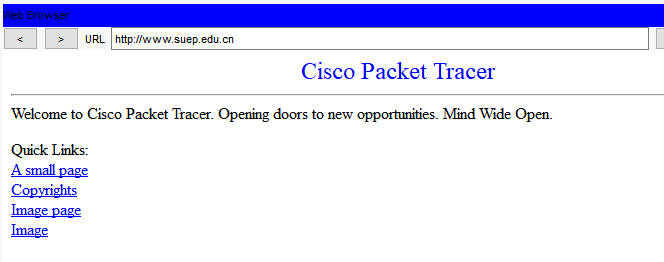 Web Browser
< > URL http://www.suep.edu.cn
Cisco Packet Tracer
Welcome to Cisco Packet Tracer. Opening doors to new opportunities. Mind Wide Open.
Quick Links:
A small page
Copyrights
Image page
Image